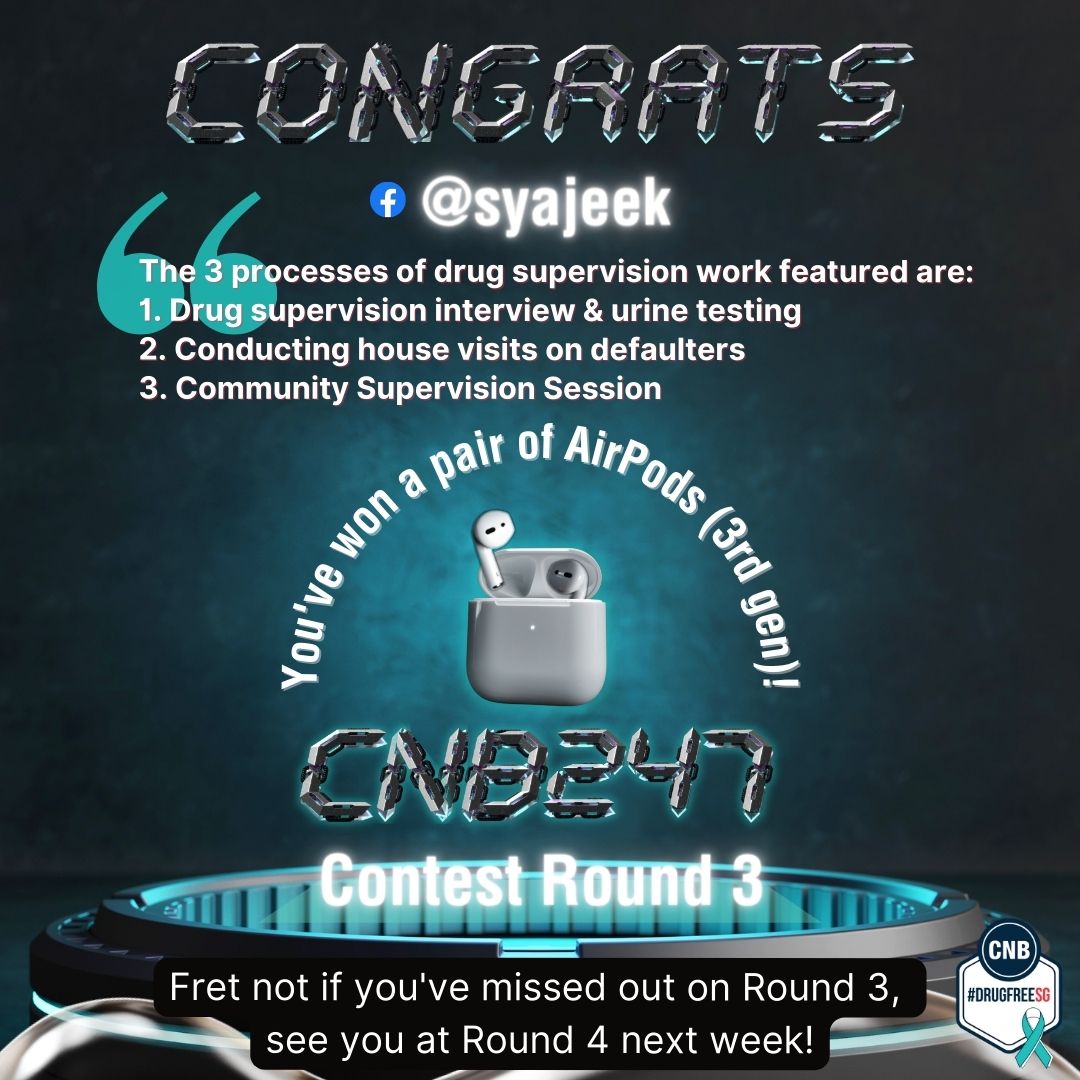 CONGRATS
@syajeek
The 3 processes of drug supervision work featured are:
1. Drug supervision interview & urine testing
2. Conducting house visits on defaulters
3. Community Supervision Session
You've won a pair of AirPods (3rd gen)!
CNB247
Contest Round 3
Fret not if you've missed out on Round 3,
see you at Round 4 next week!
CNB
#DRUGFREESG